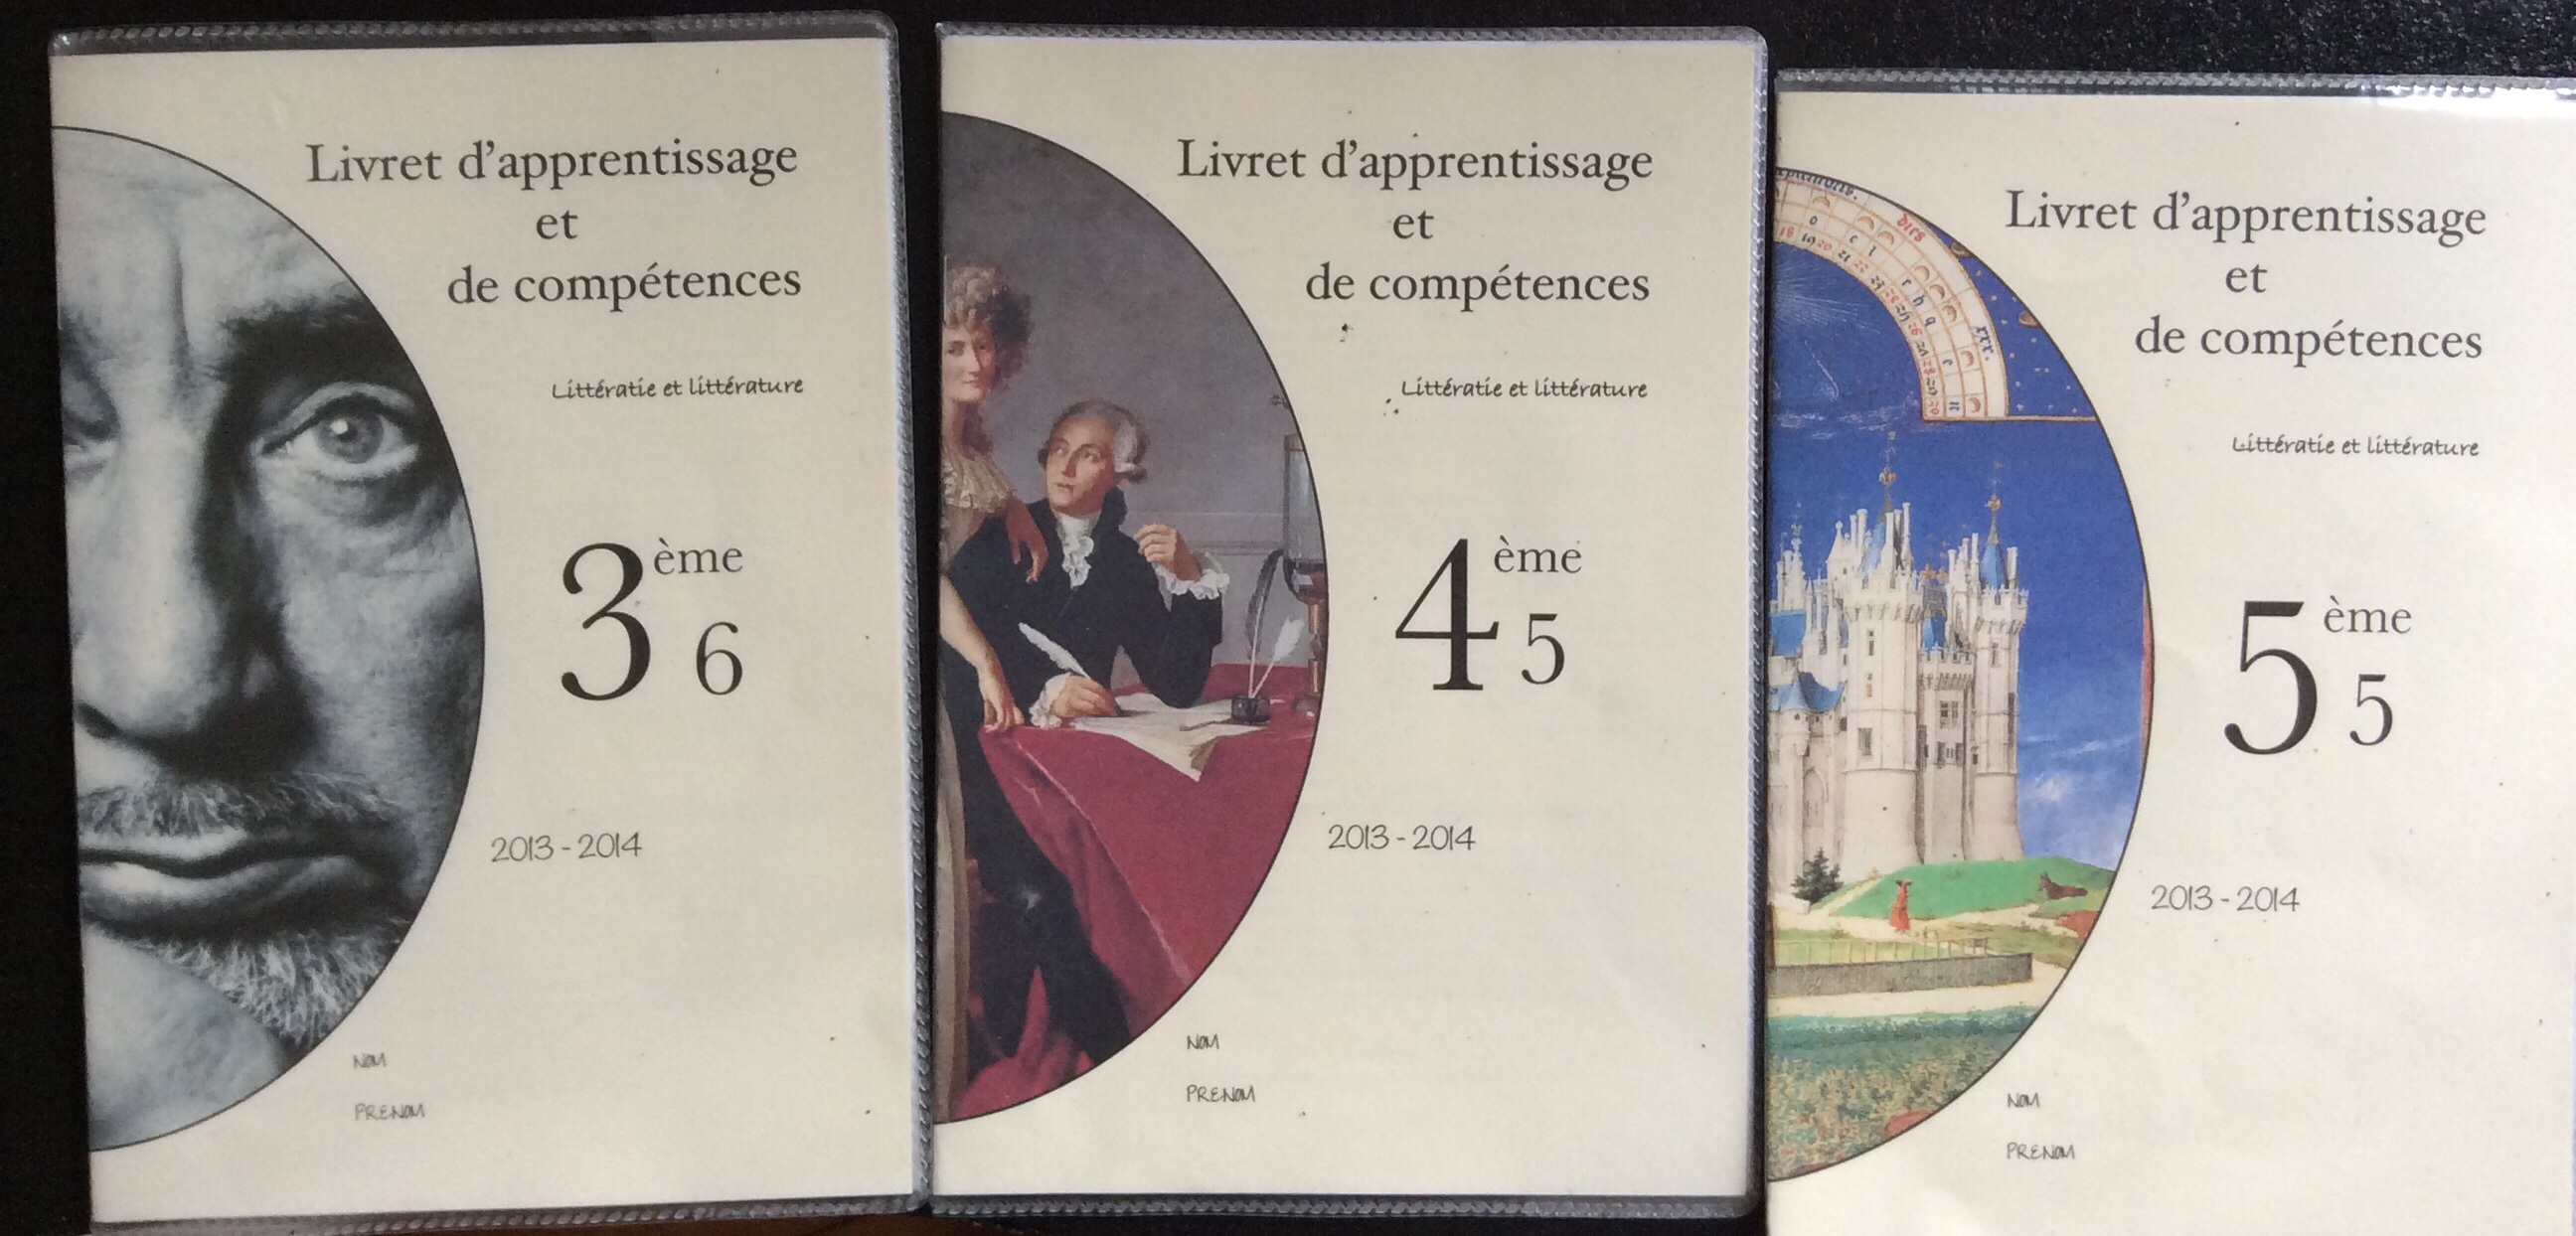 Livret d'apprentissage
et
de compétences
Littératie et littérature
3ème
6
2013 - 2014
NOM
PRENOM
Livret d'apprentissage
et
de compétences
Littératie et littérature
4ème
5
2013 - 2014
NOM
PRENOM
dies
xxx.
Livret d'apprentissage
et
de compétences
Littératie et littérature
5ème
5
2013 - 2014
NOM
PRENOM